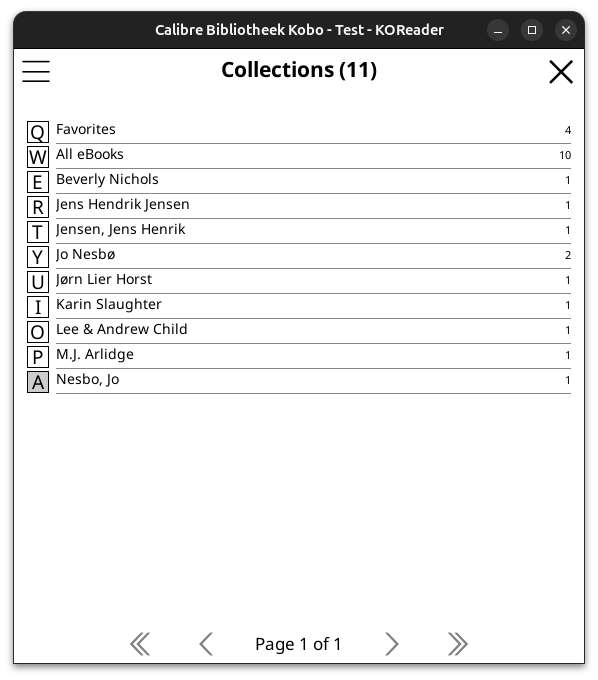 Calibre Bibliotheek Kobo - Test - KOReader
Collections (11)
Q Favorites 4
W All eBooks 10
E Beverly Nichols 1
R Jens Hendrik Jensen 1
T Jensen, Jens Henrik 1
Y Jo Nesbø 2
U Jørn Lier Horst 1
I Karin Slaughter 1
O Lee & Andrew Child 1
P M.J. Arlidge 1
A Nesbo, Jo 1
Page 1 of 1